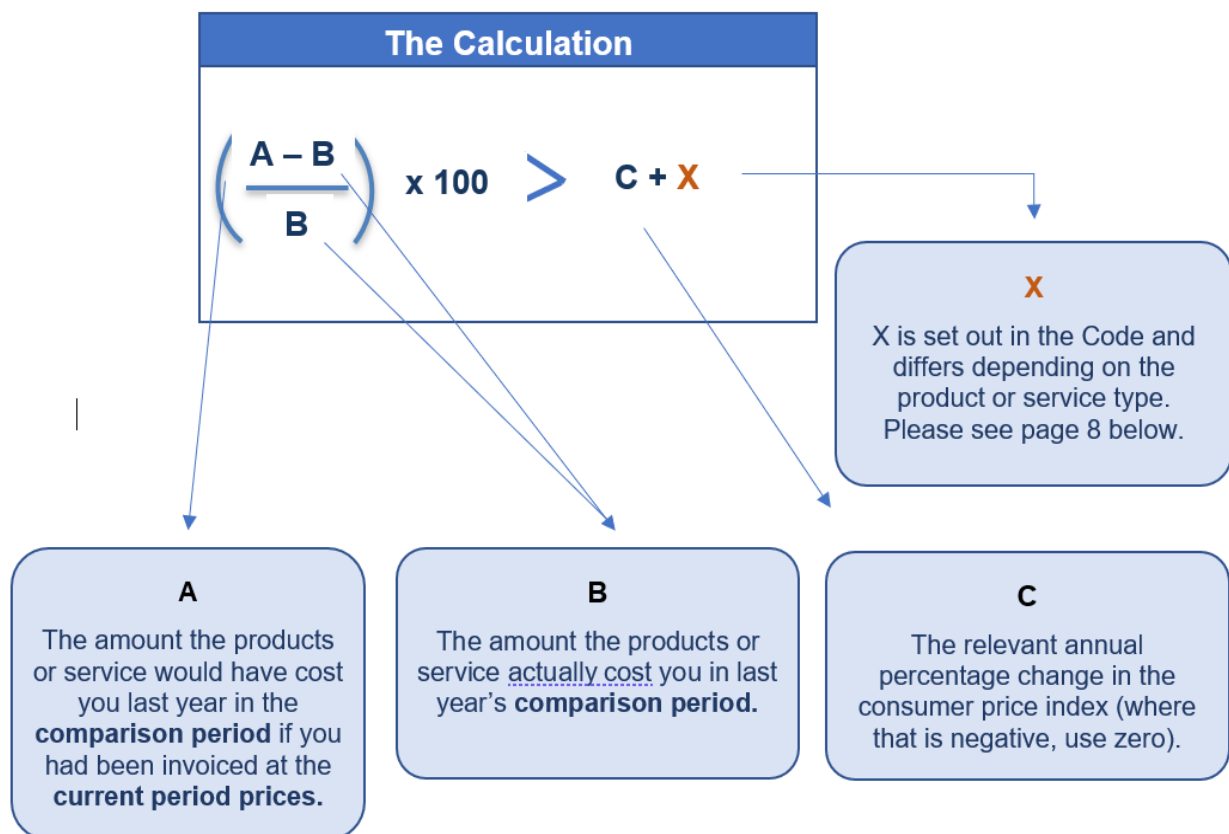 The Calculation
A – B
B
x 100
>
C + X
X
X is set out in the Code and
differs depending on the
product or service type.
Please see page 8 below.
A
The amount the products
or service would have cost
you last year in the
comparison period if you
had been invoiced at the
current period prices.
B
The amount the products or
service actually cost you in last
year’s comparison period.
C
The relevant annual
percentage change in the
consumer price index (where
that is negative, use zero).